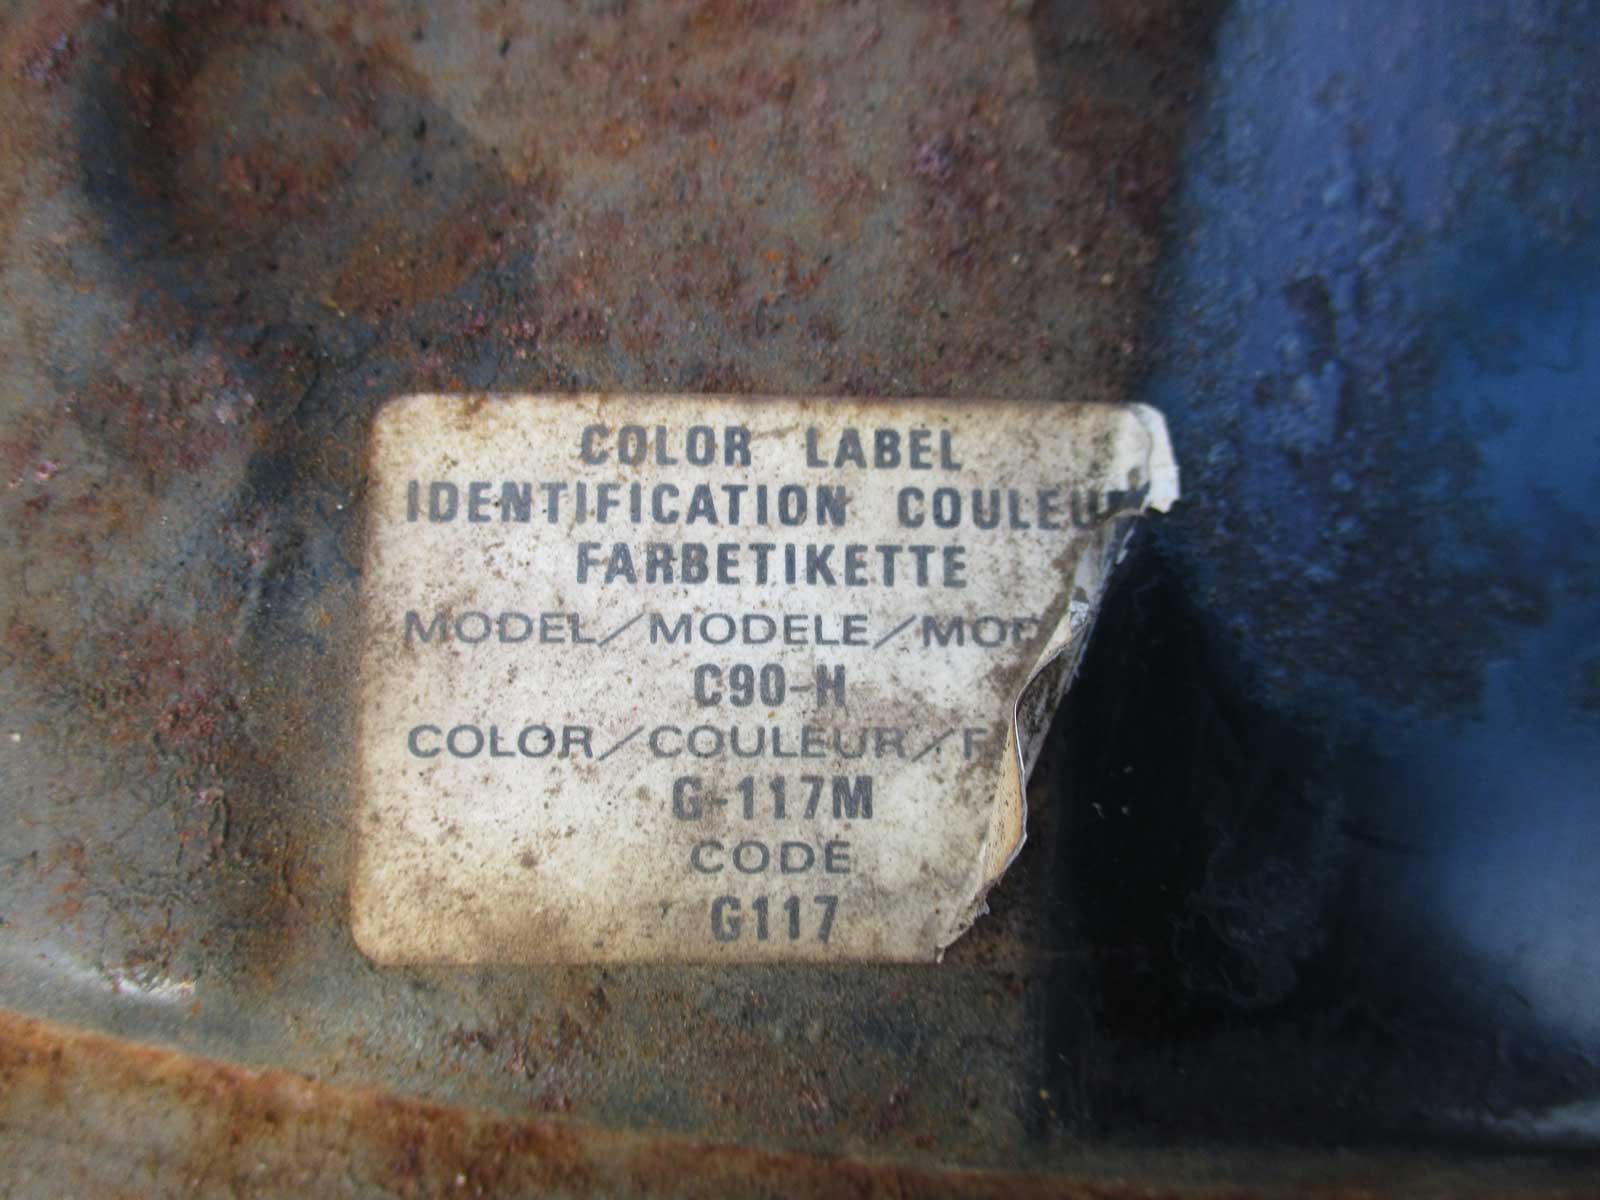 COLOR LABEL
IDENTIFICATION COULEU
FARBETIKETTE
MODEL/MODELE/MOD
C90-H
COLOR/COULEUR/F
G-117M
CODE
G117